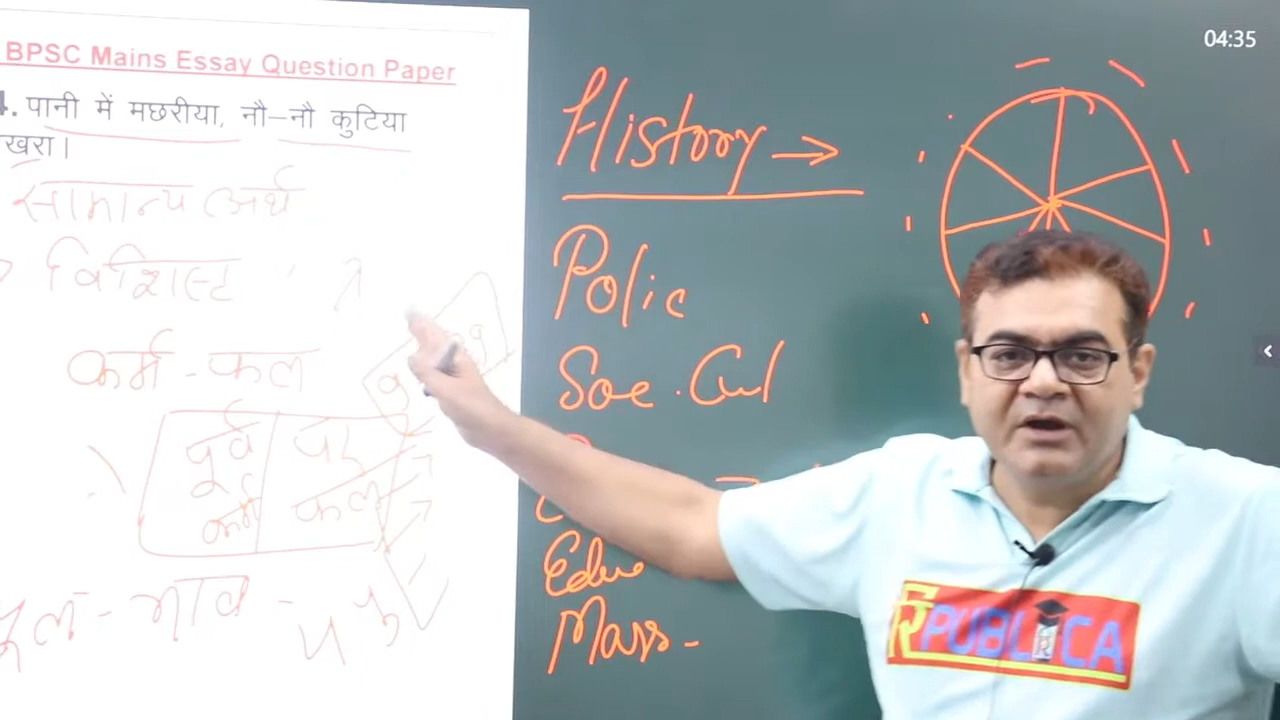 BPSC Mains Essay Question Paper
4. पानी में मछरीया, नौ-नौ कुटिया
खरा।
सामान्य अर्थ
विशिस्ट "
कर्म - फल
पूर्व पर
कर्म फल
मूल - भाव -
History →
Polic
Soc. Cul
Edu
Mass -
REPUBLICA
04:35